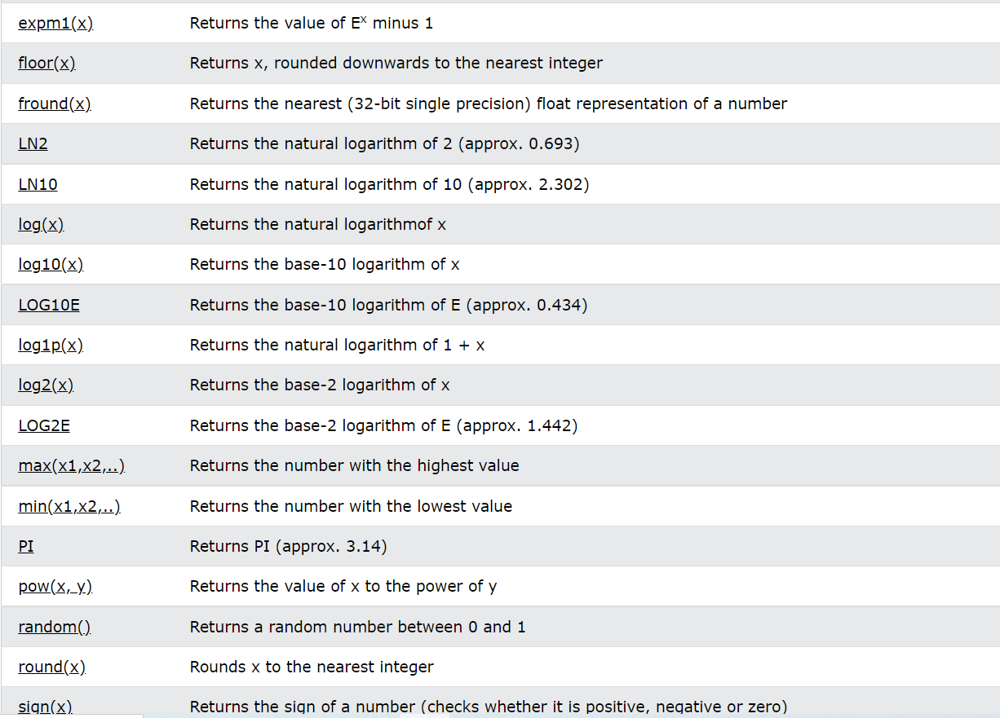 expm1(x) Returns the value of Eˣ minus 1
floor(x) Returns x, rounded downwards to the nearest integer
fround(x) Returns the nearest (32-bit single precision) float representation of a number
LN2 Returns the natural logarithm of 2 (approx. 0.693)
LN10 Returns the natural logarithm of 10 (approx. 2.302)
log(x) Returns the natural logarithmof x
log10(x) Returns the base-10 logarithm of x
LOG10E Returns the base-10 logarithm of E (approx. 0.434)
log1p(x) Returns the natural logarithm of 1 + x
log2(x) Returns the base-2 logarithm of x
LOG2E Returns the base-2 logarithm of E (approx. 1.442)
max(x1,x2,..) Returns the number with the highest value
min(x1,x2,..) Returns the number with the lowest value
PI Returns PI (approx. 3.14)
pow(x, y) Returns the value of x to the power of y
random() Returns a random number between 0 and 1
round(x) Rounds x to the nearest integer
sign(x) Returns the sign of a number (checks whether it is positive, negative or zero)